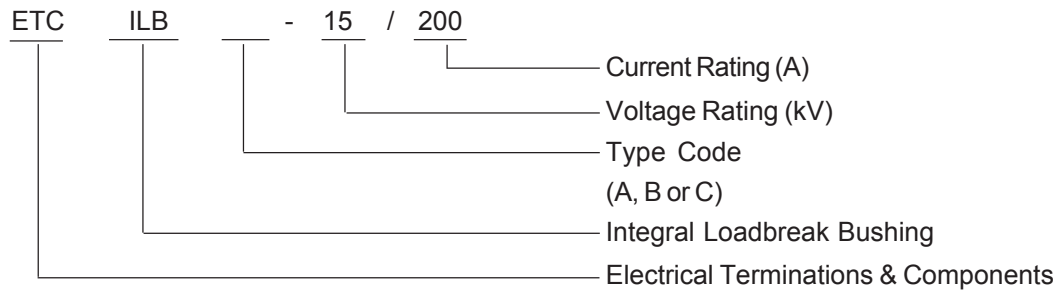 ETC ILB - 15 / 200
Current Rating (A)
Voltage Rating (kV)
Type Code
(A, B or C)
Integral Loadbreak Bushing
Electrical Terminations & Components